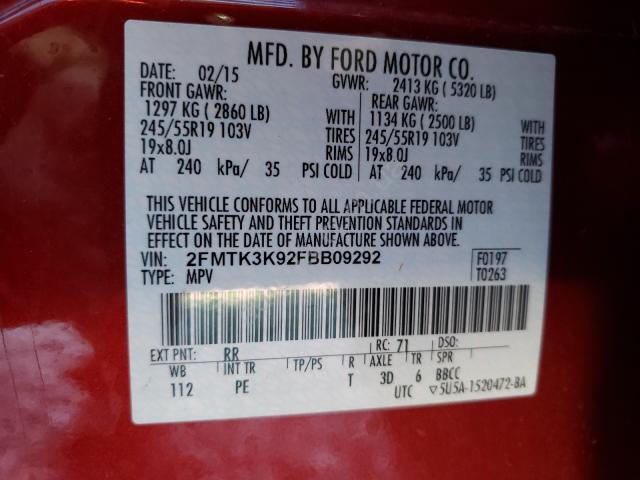 MFD. BY FORD MOTOR CO.
DATE: 02/15 GVWR: 2413 KG ( 5320 LB)
FRONT GAWR: REAR GAWR:
1297 KG ( 2860 LB) WITH 1134 KG ( 2500 LB) WITH
245/55R19 103V TIRES 245/55R19 103V TIRES
19x8.0J RIMS 19x8.0J RIMS
AT 240 kPa/ 35 PSI COLD AT 240 kPa/ 35 PSI COLD
THIS VEHICLE CONFORMS TO ALL APPLICABLE FEDERAL MOTOR
VEHICLE SAFETY AND THEFT PREVENTION STANDARDS
IN EFFECT ON THE DATE OF MANUFACTURE SHOWN ABOVE.
VIN: 2FMTK3K92FBB09292 F0197
TYPE: MPV T0263
EXT PNT: RR RC: 71 DSO:
WB INT TR TP/PS R AXLE TR SPR
112 PE T 3D 6 BBCC
UTC ▽5U5A-1520472-BA